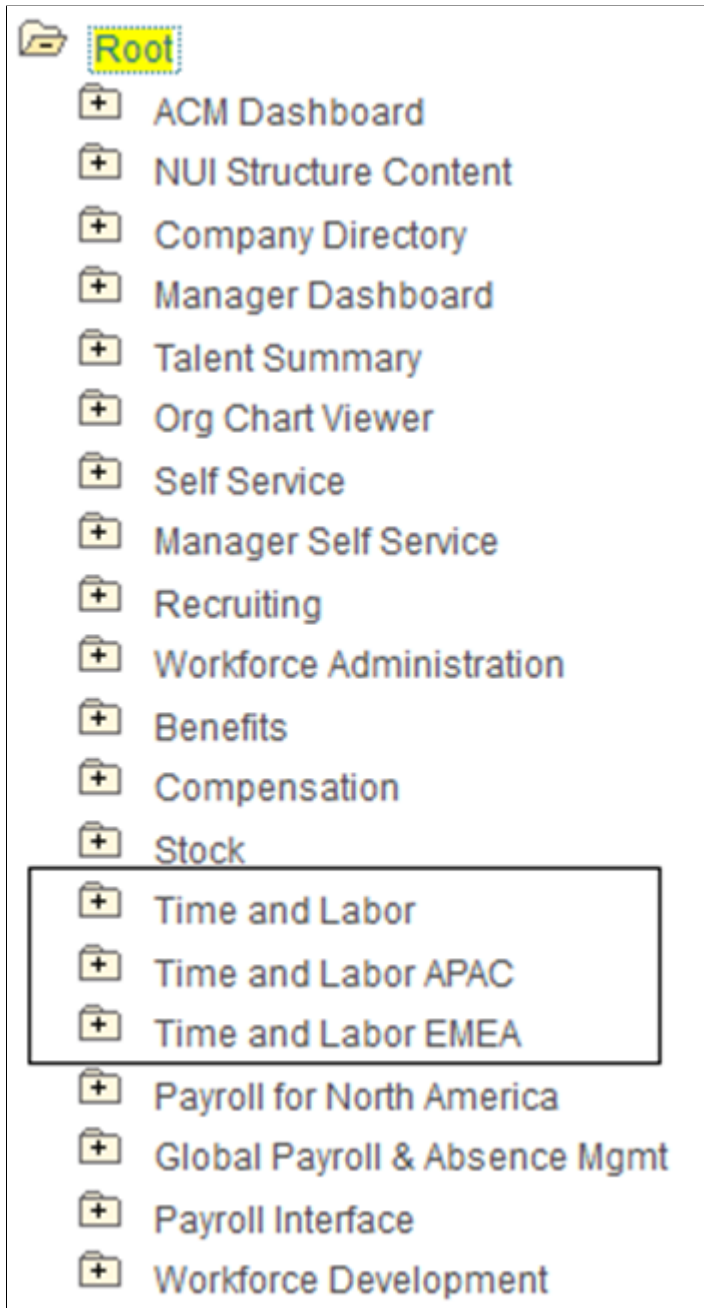 Root
ACM Dashboard
NUI Structure Content
Company Directory
Manager Dashboard
Talent Summary
Org Chart Viewer
Self Service
Manager Self Service
Recruiting
Workforce Administration
Benefits
Compensation
Stock
Time and Labor
Time and Labor APAC
Time and Labor EMEA
Payroll for North America
Global Payroll & Absence Mgmt
Payroll Interface
Workforce Development